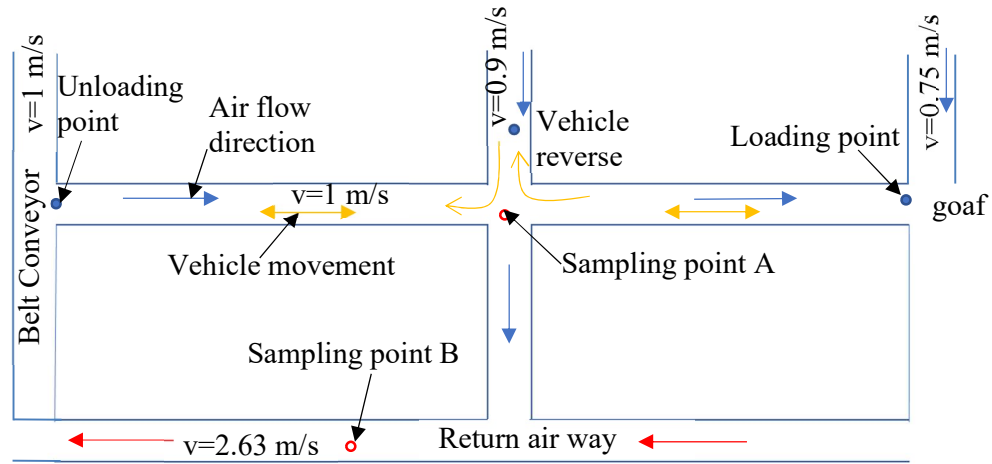 v=1 m/s
Unloading
point
Air flow
direction
v=0.9 m/s
Vehicle
reverse
Loading point
v=0.75 m/s
v=1 m/s
goaf
Belt Conveyor
Vehicle movement
Sampling point A
Sampling point B
v=2.63 m/s
Return air way